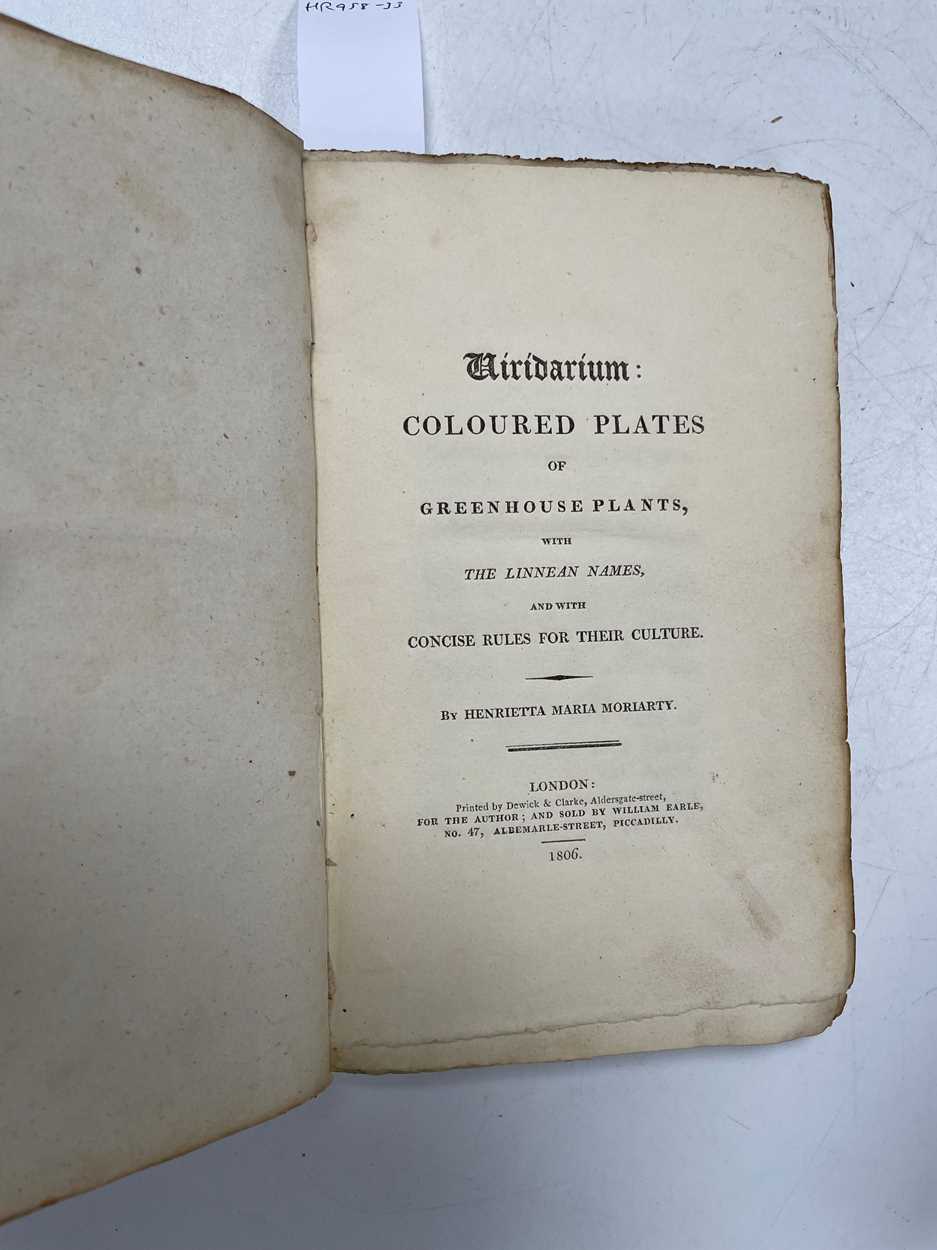 HR958-33
Viridarium:
COLOURED PLATES
OF
GREENHOUSE PLANTS,
WITH
THE LINNEAN NAMES,
AND WITH
CONCISE RULES FOR THEIR CULTURE.
By HENRIETTA MARIA MORIARTY.
LONDON:
Printed by Dewick & Clarke, Aldersgate-street,
FOR THE AUTHOR; AND SOLD BY WILLIAM EARLE,
NO. 47, ALBEMARLE-STREET, PICCADILLY.
1806.